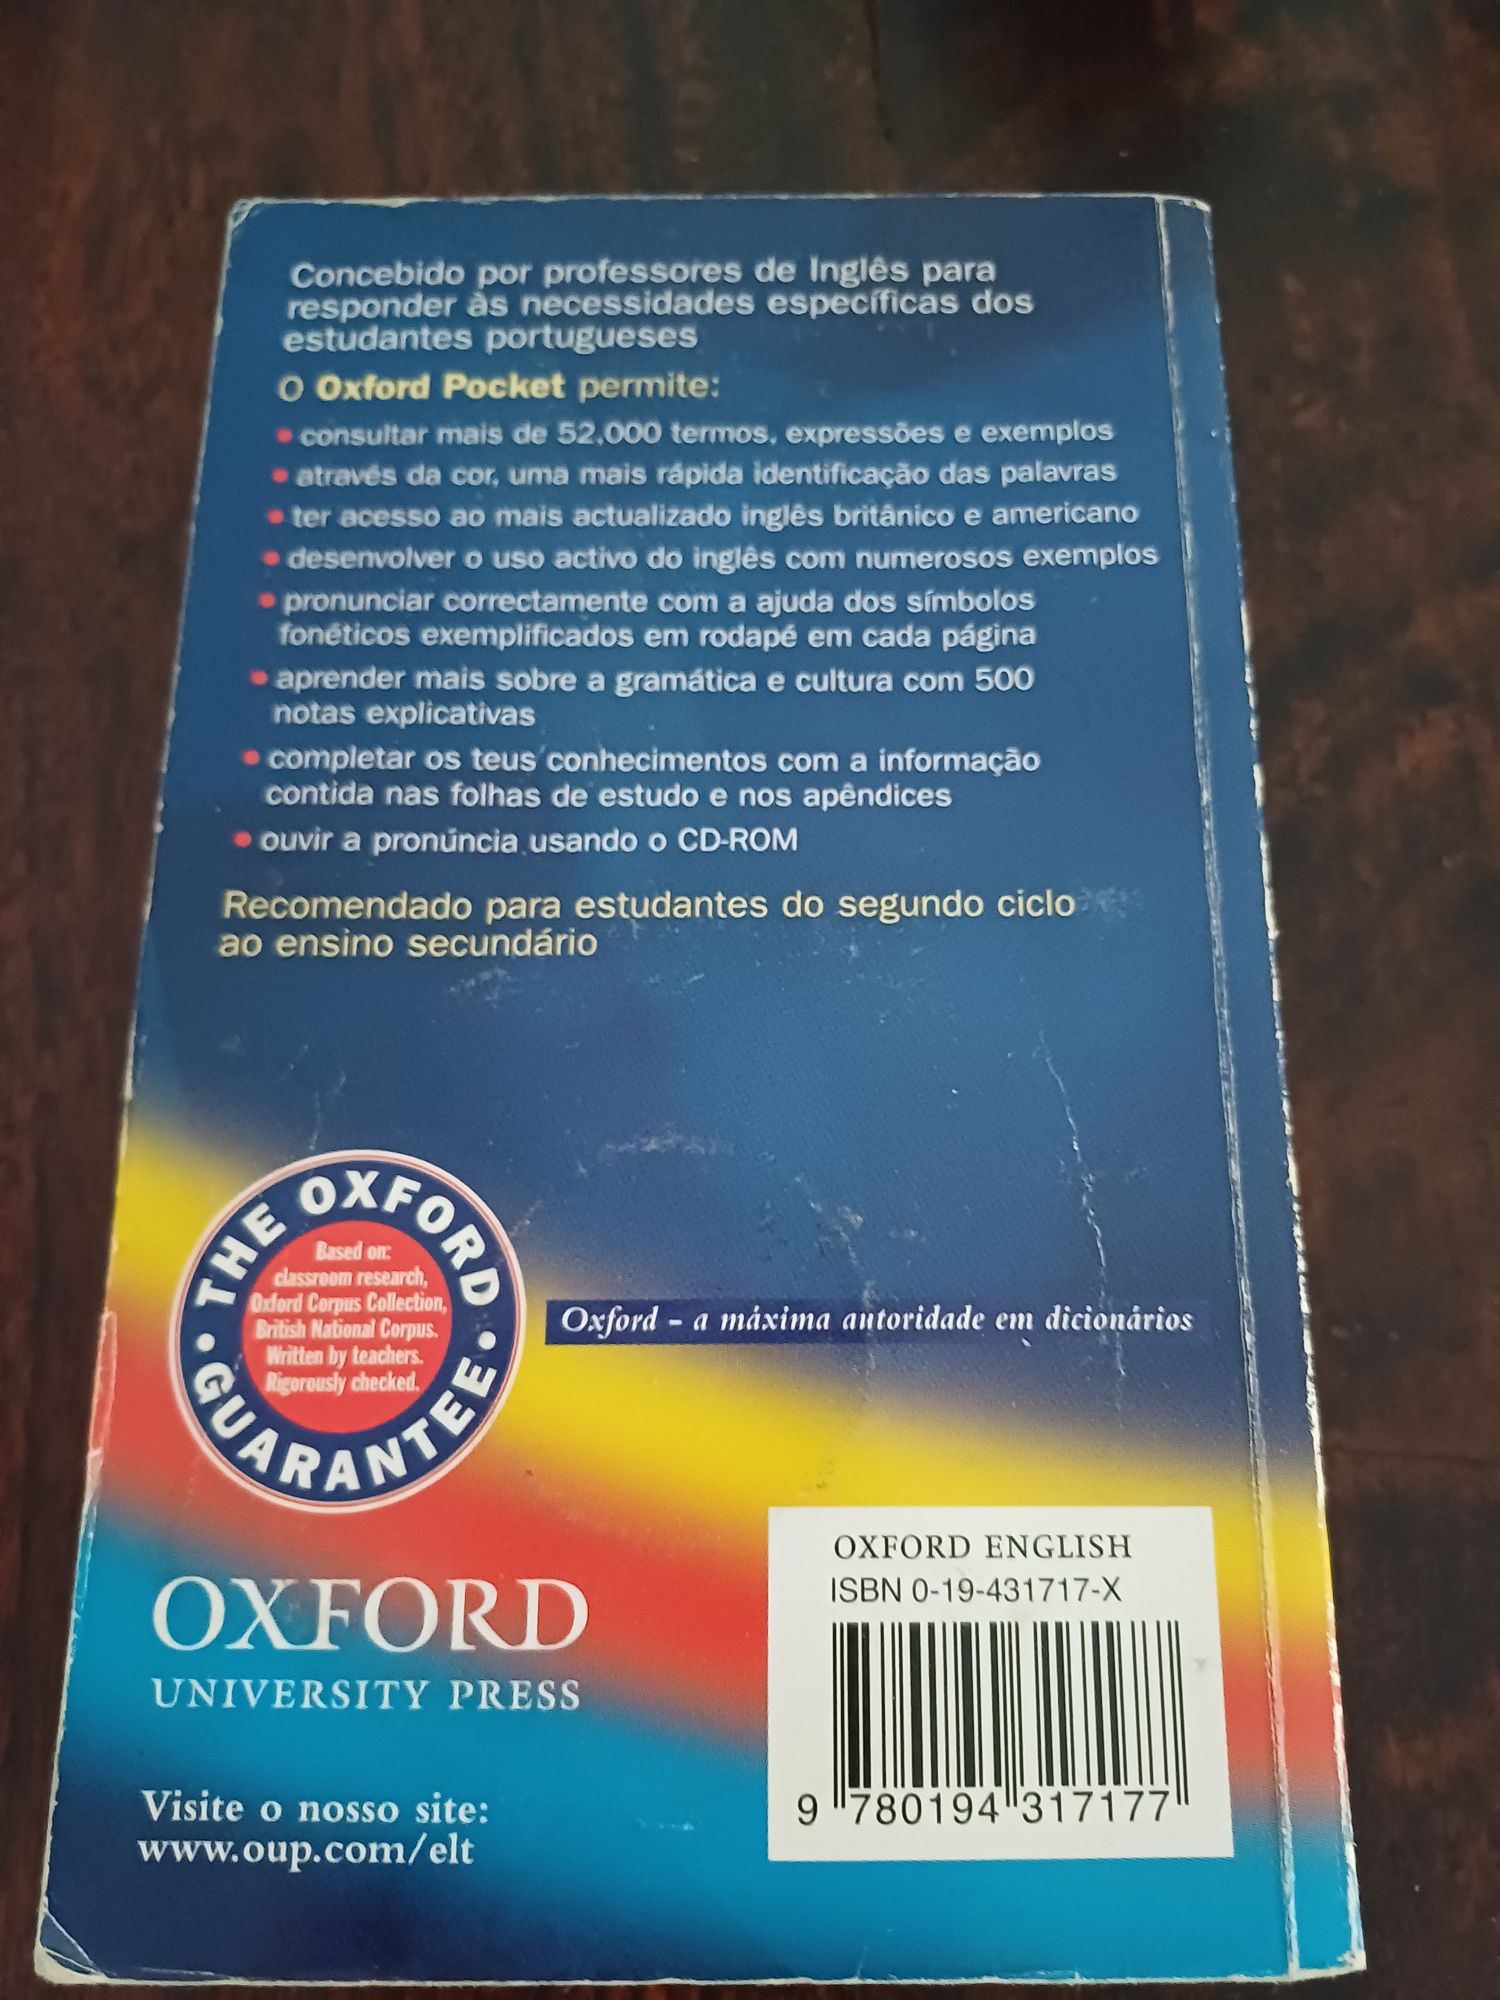 Concebido por professores de Inglês para
responder às necessidades específicas dos
estudantes portugueses
O Oxford Pocket permite:
• consultar mais de 52.000 termos, expressões e exemplos
• através da cor, uma mais rápida identificação das palavras
• ter acesso ao mais actualizado inglês britânico e americano
• desenvolver o uso activo do inglês com numerosos exemplos
• pronunciar correctamente com a ajuda dos símbolos
fonéticos exemplificados em rodapé em cada página
• aprender mais sobre a gramática e cultura com 500
notas explicativas
• completar os teus conhecimentos com a informação
contida nas folhas de estudo e nos apêndices
• ouvir a pronúncia usando o CD-ROM
Recomendado para estudantes do segundo ciclo
ao ensino secundário
THE OXFORD
Based on:
classroom research,
Oxford Corpus Collection,
British National Corpus.
Written by teachers.
Rigorously checked.
• GUARANTEE •
Oxford – a máxima autoridade em dicionários
OXFORD
UNIVERSITY PRESS
Visite o nosso site:
www.oup.com/elt
OXFORD ENGLISH
ISBN 0-19-431717-X
9 780194 317177